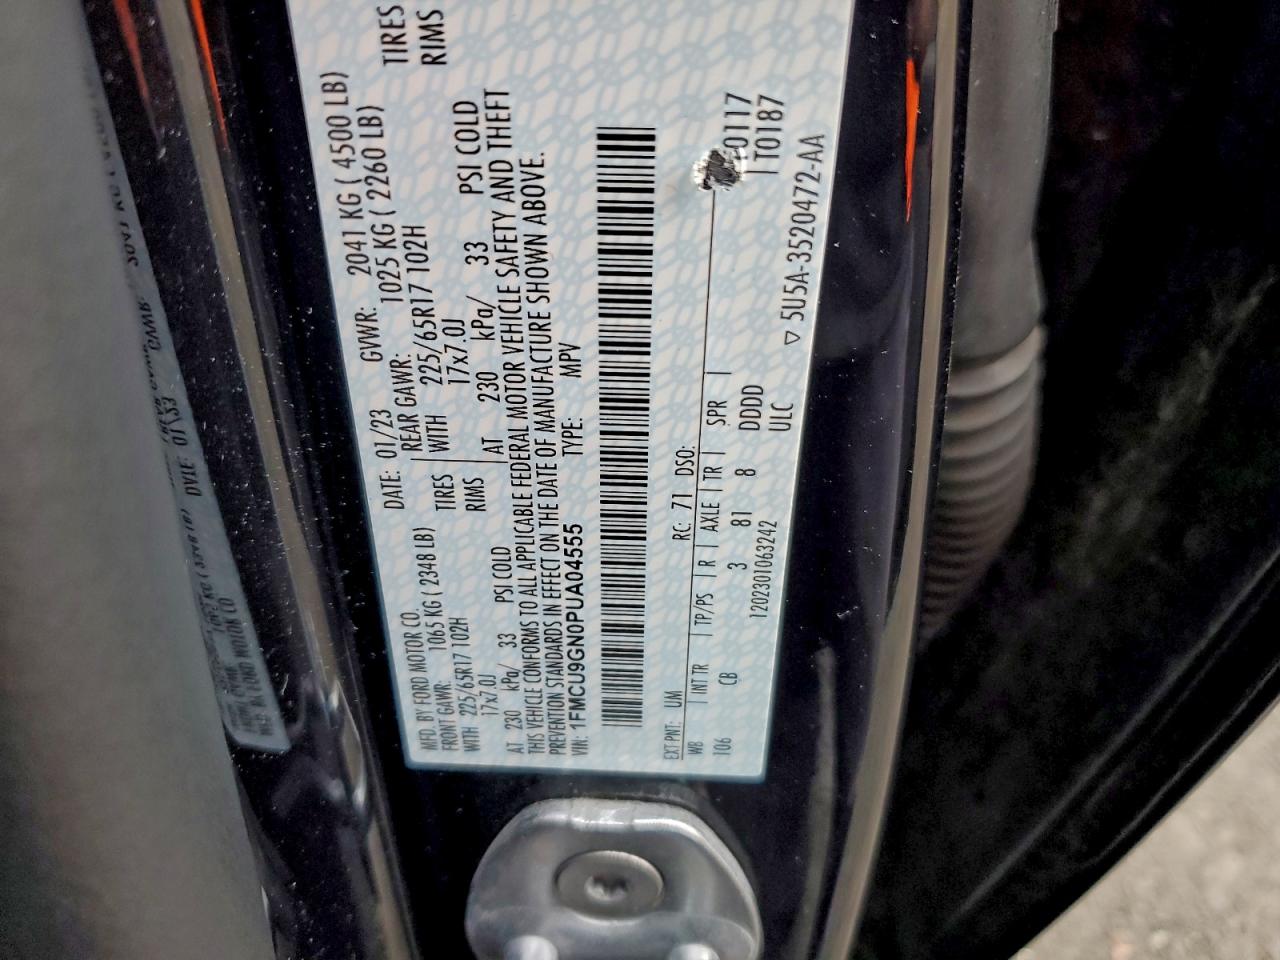 MFD. BY FORD MOTOR CO.
DATE: 01/23 GVWR: 2041 KG ( 4500 LB)
FRONT GAWR: 1065 KG ( 2348 LB) REAR GAWR: 1025 KG ( 2260 LB)
WITH 225/65R17 102H TIRES WITH 225/65R17 102H TIRES
17x7.0J RIMS 17x7.0J RIMS
AT 230 kPa/ 33 PSI COLD AT 230 kPa/ 33 PSI COLD
THIS VEHICLE CONFORMS TO ALL APPLICABLE FEDERAL MOTOR VEHICLE SAFETY AND THEFT
PREVENTION STANDARDS IN EFFECT ON THE DATE OF MANUFACTURE SHOWN ABOVE.
VIN: 1FMCU9GN0PUA04555 TYPE: MPV
EXT PNT: UM RC: 71 DSO:
WB INT TR TP/PS R AXLE TR SPR
106 CB 3 81 8 DDDD 0117
ULC T0187
1202301063242
▽ 5U5A-3520472-AA